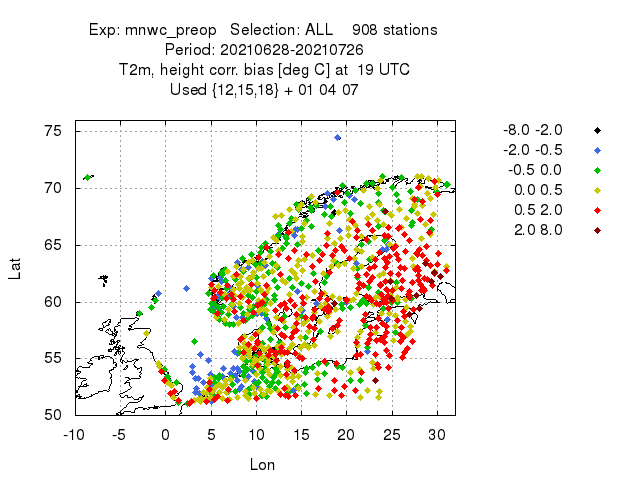 Exp: mnwc_preop   Selection: ALL    908 stations
Period: 20210628-20210726
T2m, height corr. bias [deg C] at  19 UTC
Used {12,15,18} + 01 04 07
-8.0 -2.0
-2.0 -0.5
-0.5 0.0
0.0 0.5
0.5 2.0
2.0 8.0
75
70
65
60
55
50
Lat
-10 -5 0 5 10 15 20 25 30
Lon